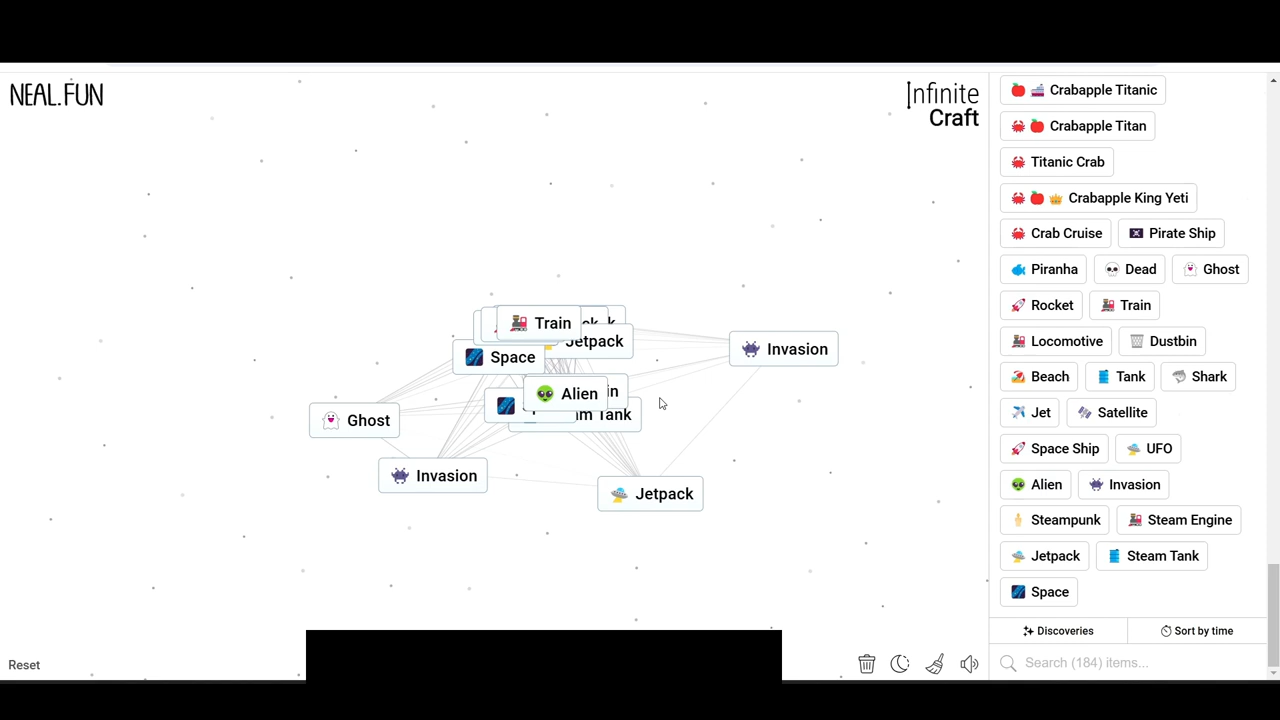 NEAL.FUN
Infinite
Craft
Train
Jetpack
Space
Invasion
Alien
Tank
Ghost
Invasion
Jetpack
Reset
Crabapple Titanic
Crabapple Titan
Titanic Crab
Crabapple King Yeti
Crab Cruise Pirate Ship
Piranha Dead Ghost
Rocket Train
Locomotive Dustbin
Beach Tank Shark
Jet Satellite
Space Ship UFO
Alien Invasion
Steampunk Steam Engine
Jetpack Steam Tank
Space
Discoveries Sort by time
Search (184) items...